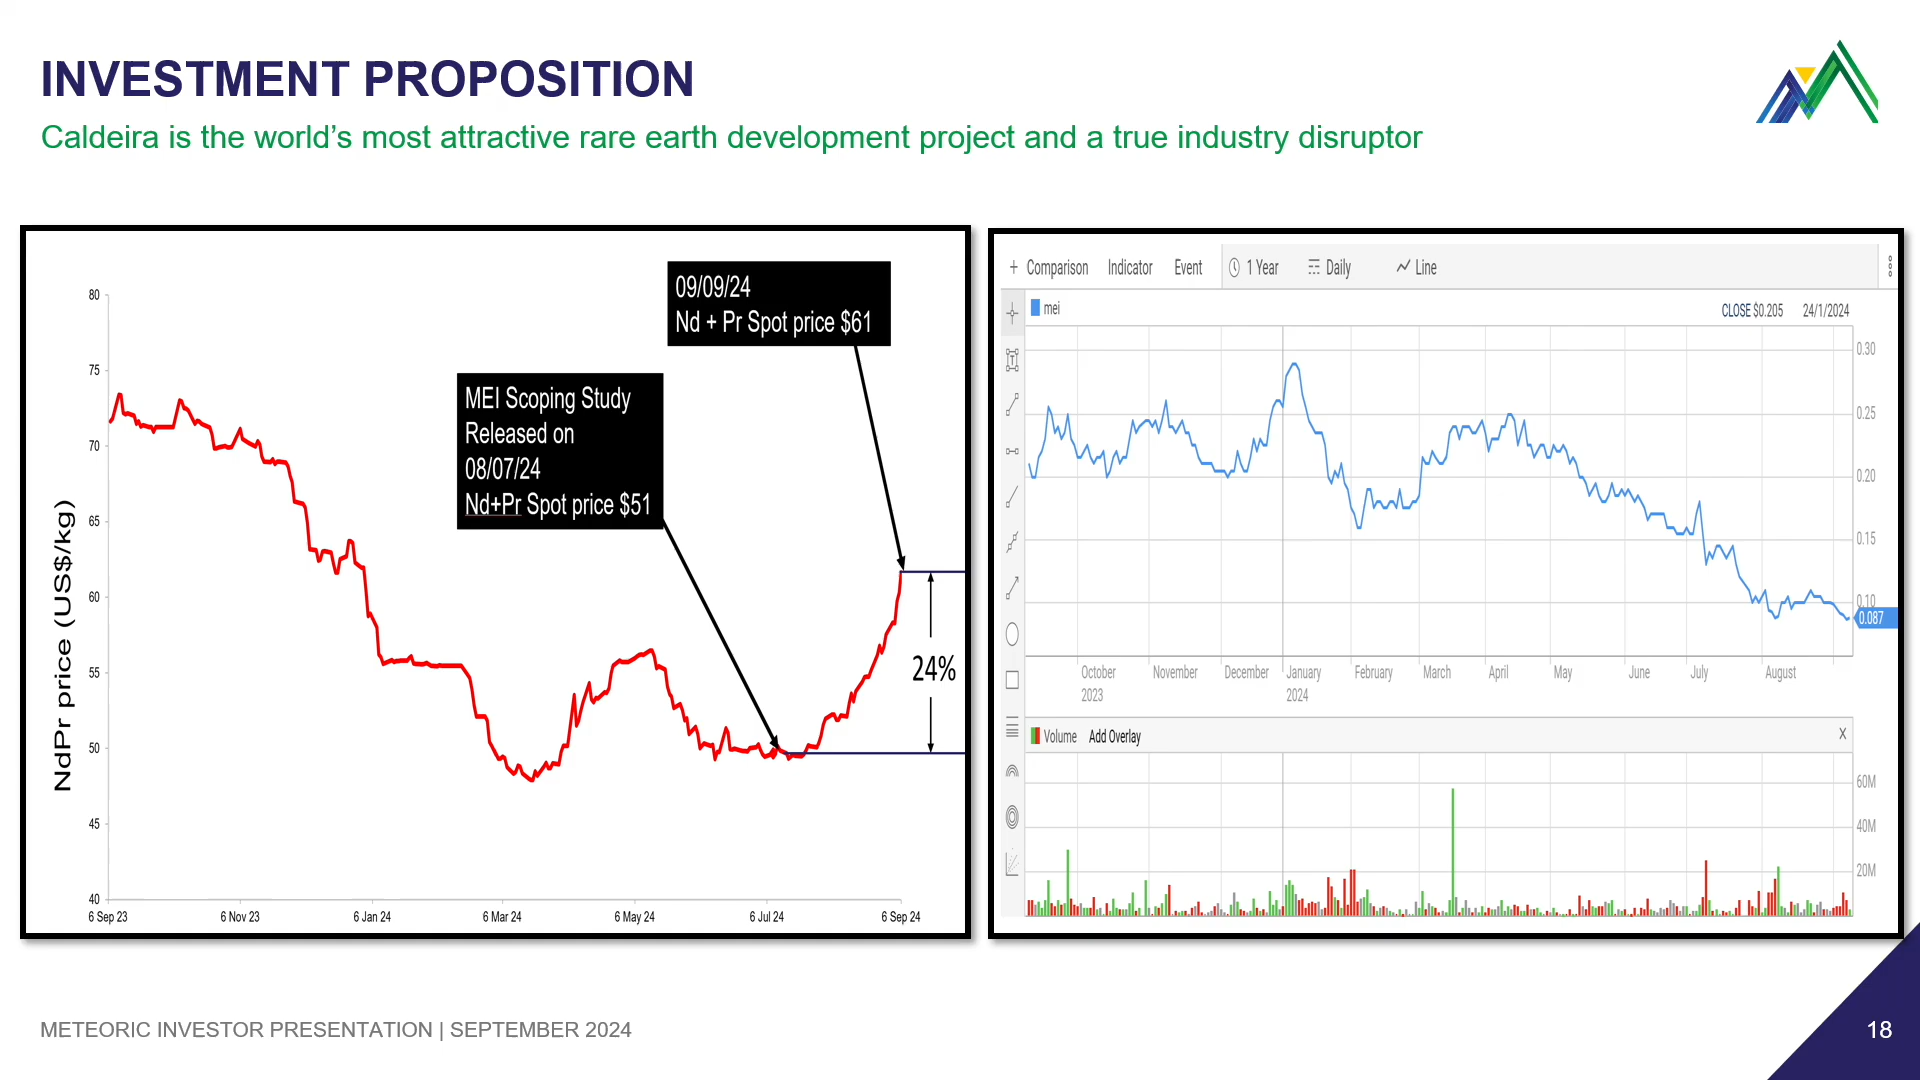 INVESTMENT PROPOSITION
Caldeira is the world’s most attractive rare earth development project and a true industry disruptor
NdPr price (US$/kg)
80
75
70
65
60
55
50
45
40
6 Sep 23
6 Nov 23
6 Jan 24
6 Mar 24
6 May 24
6 Jul 24
6 Sep 24
09/09/24
Nd + Pr Spot price $61
MEI Scoping Study
Released on
08/07/24
Nd+Pr Spot price $51
24%
+ Comparison Indicator Event 1 Year Daily Line
mei
CLOSE $0.205 24/1/2024
0.30
0.25
0.20
0.15
0.10
0.087
October November December January February March April May June July August
2023 2024
Volume Add Overlay X
60M
40M
20M
METEORIC INVESTOR PRESENTATION | SEPTEMBER 2024
18